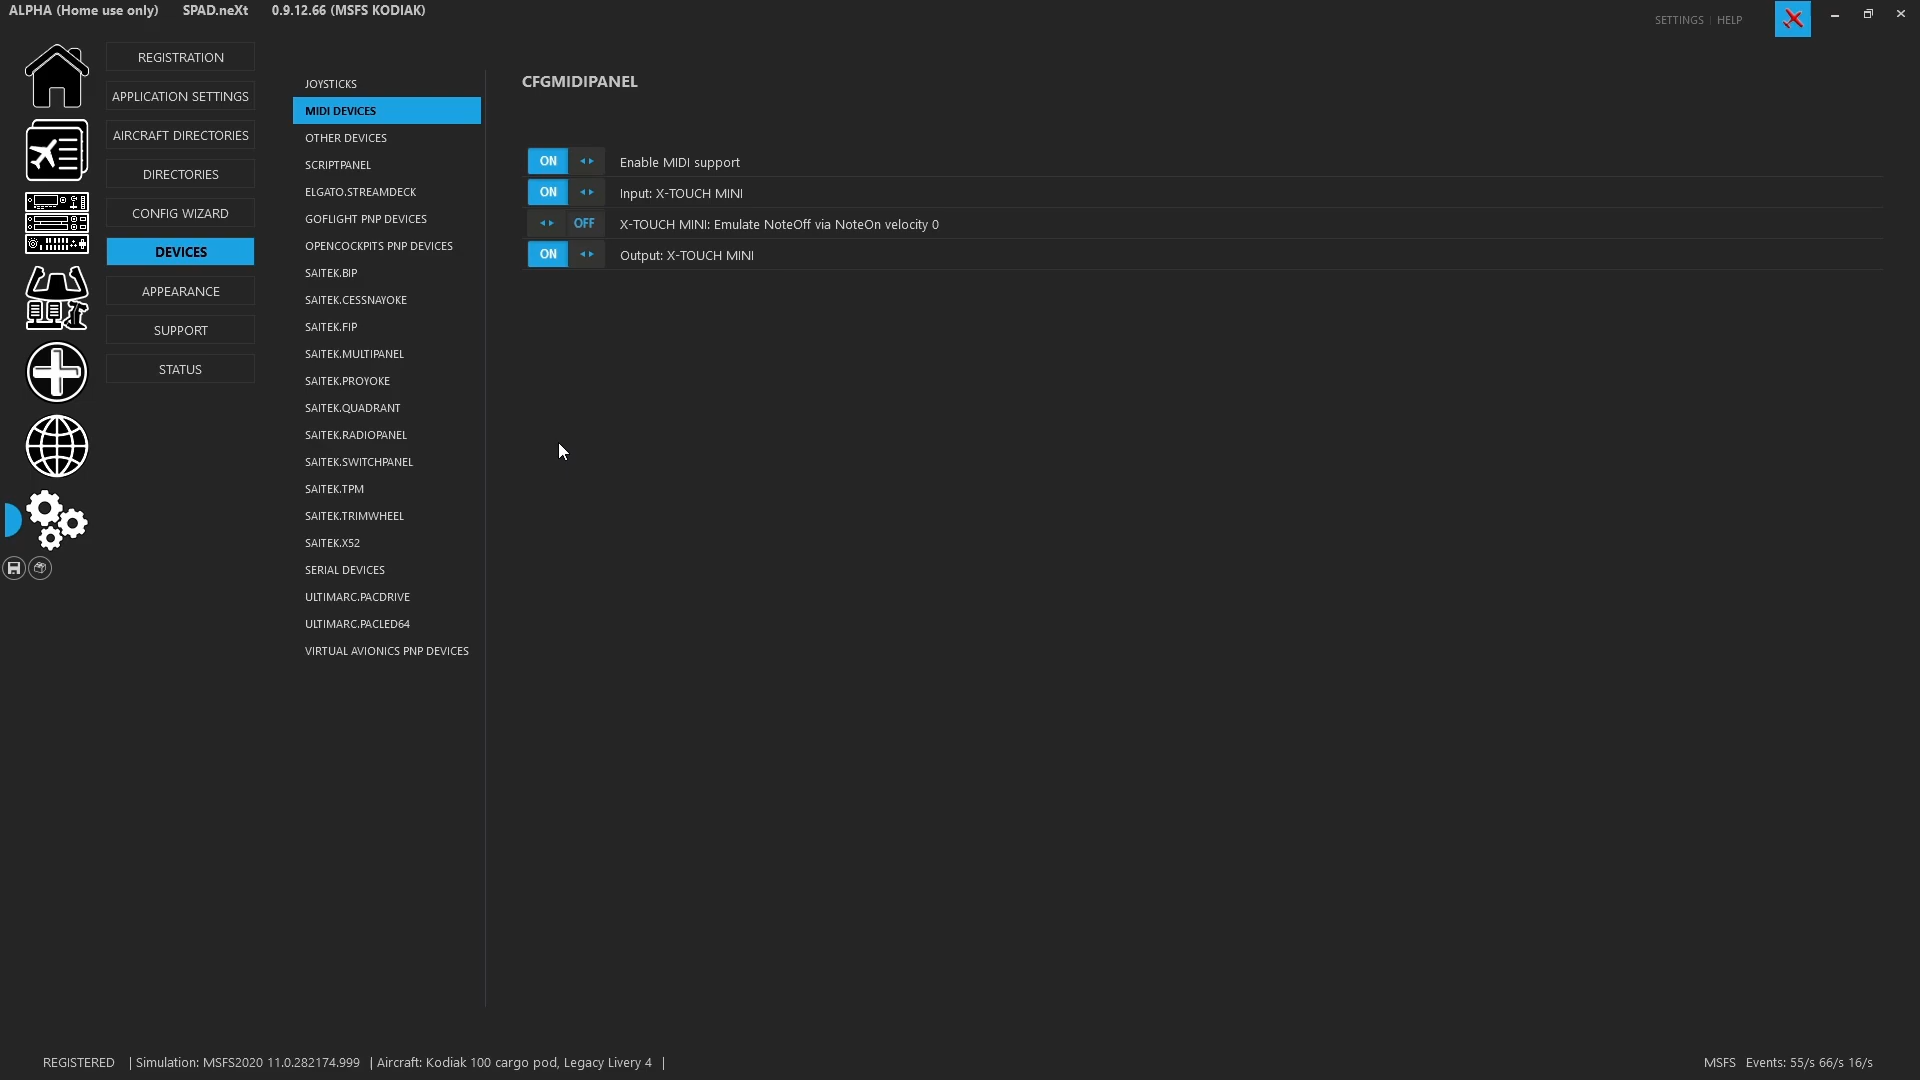 ALPHA (Home use only) SPAD.neXt 0.9.12.66 (MSFS KODIAK)
SETTINGS | HELP
REGISTRATION
APPLICATION SETTINGS
AIRCRAFT DIRECTORIES
DIRECTORIES
CONFIG WIZARD
DEVICES
APPEARANCE
SUPPORT
STATUS
JOYSTICKS
MIDI DEVICES
OTHER DEVICES
SCRIPTPANEL
ELGATO.STREAMDECK
GOFLIGHT PNP DEVICES
OPENCOCKPITS PNP DEVICES
SAITEK.BIP
SAITEK.CESSNAYOKE
SAITEK.FIP
SAITEK.MULTIPANEL
SAITEK.PROYOKE
SAITEK.QUADRANT
SAITEK.RADIOPANEL
SAITEK.SWITCHPANEL
SAITEK.TPM
SAITEK.TRIMWHEEL
SAITEK.X52
SERIAL DEVICES
ULTIMARC.PACDRIVE
ULTIMARC.PACLED64
VIRTUAL AVIONICS PNP DEVICES
CFGMIDIPANEL
ON Enable MIDI support
ON Input: X-TOUCH MINI
OFF X-TOUCH MINI: Emulate NoteOff via NoteOn velocity 0
ON Output: X-TOUCH MINI
REGISTERED | Simulation: MSFS2020 11.0.282174.999 | Aircraft: Kodiak 100 cargo pod, Legacy Livery 4 |
MSFS Events: 55/s 66/s 16/s